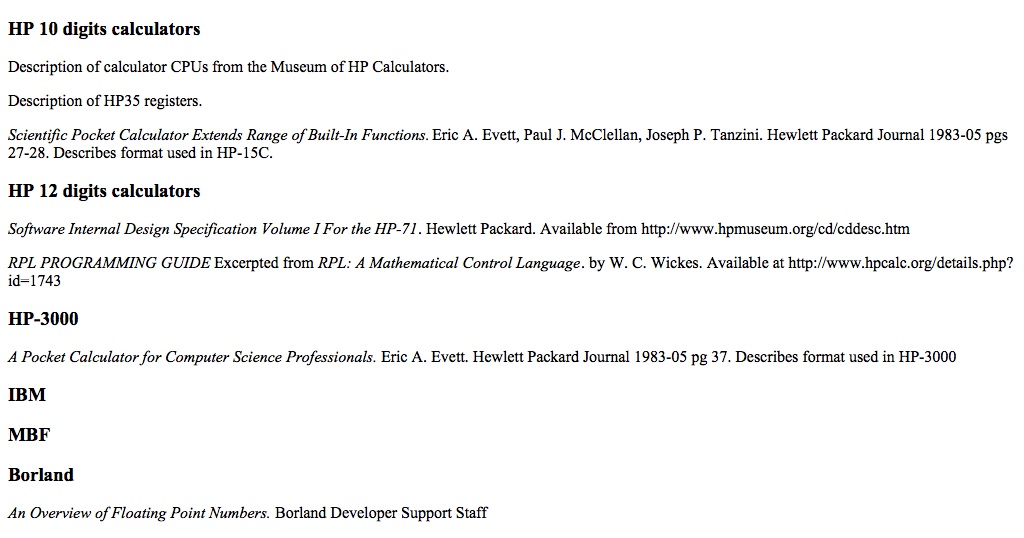 HP 10 digits calculators
Description of calculator CPUs from the Museum of HP Calculators.
Description of HP35 registers.
Scientific Pocket Calculator Extends Range of Built-In Functions. Eric A. Evett, Paul J. McClellan, Joseph P. Tanzini. Hewlett Packard Journal 1983-05 pgs
27-28. Describes format used in HP-15C.
HP 12 digits calculators
Software Internal Design Specification Volume I For the HP-71. Hewlett Packard. Available from http://www.hpmuseum.org/cd/cddesc.htm
RPL PROGRAMMING GUIDE Excerpted from RPL: A Mathematical Control Language. by W. C. Wickes. Available at http://www.hpcalc.org/details.php?
id=1743
HP-3000
A Pocket Calculator for Computer Science Professionals. Eric A. Evett. Hewlett Packard Journal 1983-05 pg 37. Describes format used in HP-3000
IBM
MBF
Borland
An Overview of Floating Point Numbers. Borland Developer Support Staff